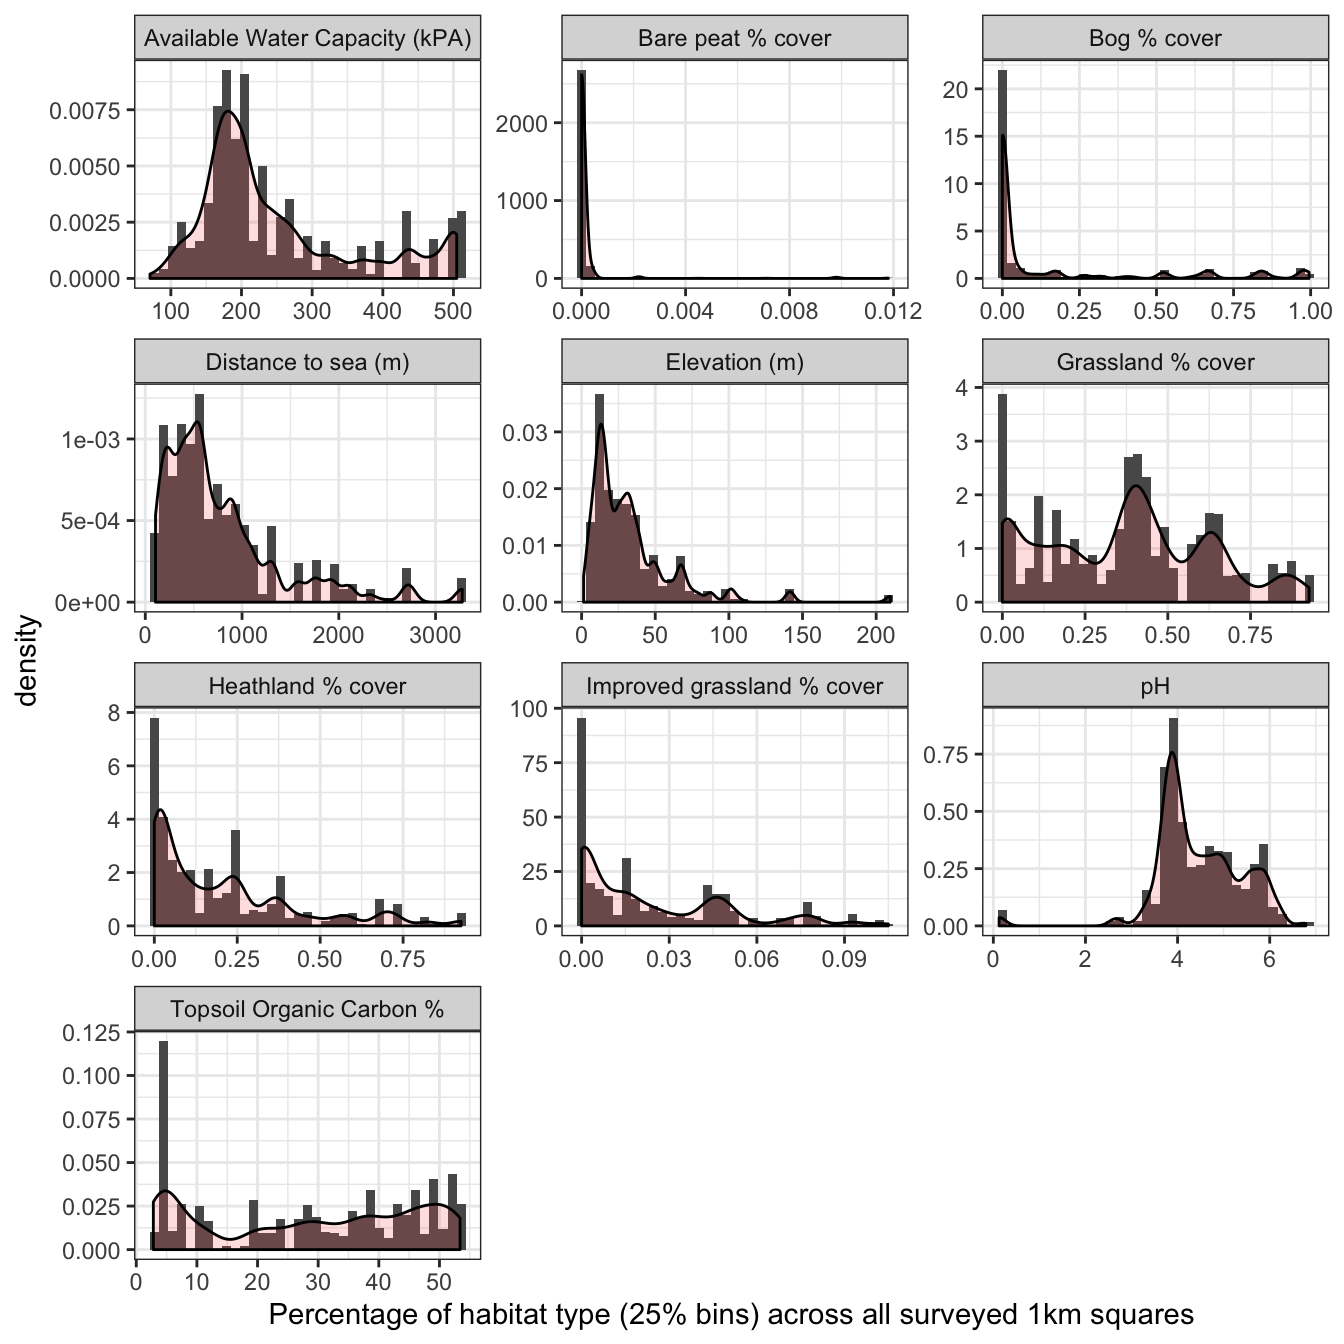 Available Water Capacity (kPA)
0.0075
0.0050
0.0025
0.0000
100 200 300 400 500
Bare peat % cover
2000
1000
0
0.000 0.004 0.008 0.012
Bog % cover
20
15
10
5
0
0.00 0.25 0.50 0.75 1.00
Distance to sea (m)
1e-03
5e-04
0e+00
0 1000 2000 3000
Elevation (m)
0.03
0.02
0.01
0.00
0 50 100 150 200
Grassland % cover
4
3
2
1
0
0.00 0.25 0.50 0.75
density
Heathland % cover
8
6
4
2
0
0.00 0.25 0.50 0.75
Improved grassland % cover
100
75
50
25
0
0.00 0.03 0.06 0.09
pH
0.75
0.50
0.25
0.00
0 2 4 6
Topsoil Organic Carbon %
0.125
0.100
0.075
0.050
0.025
0.000
0 10 20 30 40 50
Percentage of habitat type (25% bins) across all surveyed 1km squares